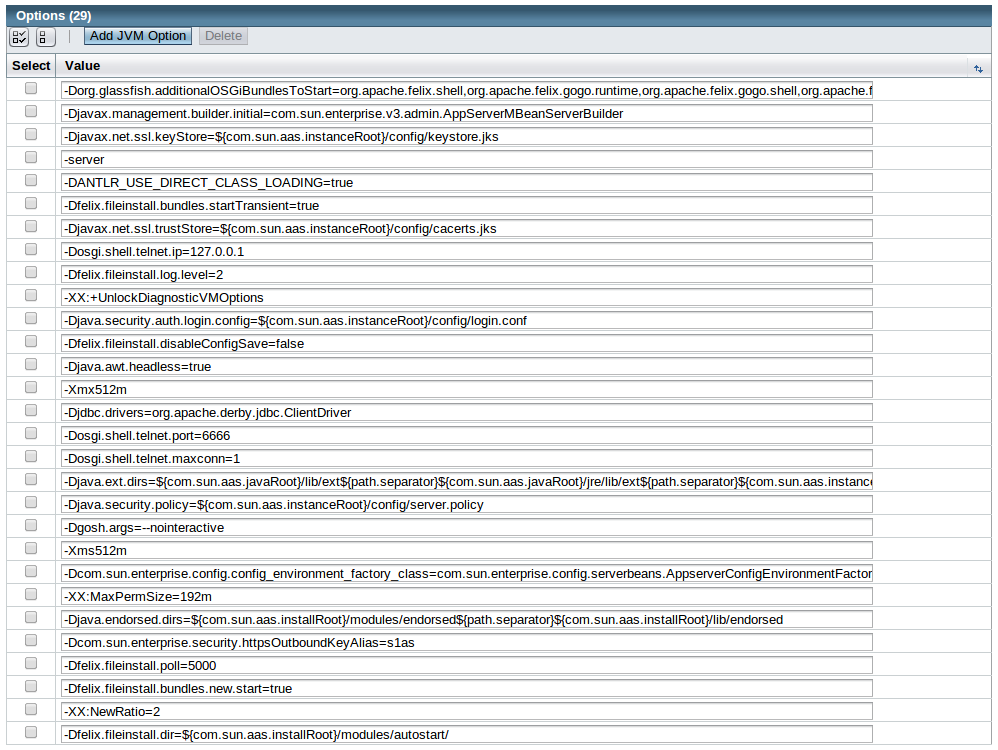 Options (29)
Add JVM Option Delete
Select Value
-Dorg.glassfish.additionalOSGiBundlesToStart=org.apache.felix.shell,org.apache.felix.gogo.runtime,org.apache.felix.gogo.shell,org.apache.f
-Djavax.management.builder.initial=com.sun.enterprise.v3.admin.AppServerMBeanServerBuilder
-Djavax.net.ssl.keyStore=${com.sun.aas.instanceRoot}/config/keystore.jks
-server
-DANTLR_USE_DIRECT_CLASS_LOADING=true
-Dfelix.fileinstall.bundles.startTransient=true
-Djavax.net.ssl.trustStore=${com.sun.aas.instanceRoot}/config/cacerts.jks
-Dosgi.shell.telnet.ip=127.0.0.1
-Dfelix.fileinstall.log.level=2
-XX:+UnlockDiagnosticVMOptions
-Djava.security.auth.login.config=${com.sun.aas.instanceRoot}/config/login.conf
-Dfelix.fileinstall.disableConfigSave=false
-Djava.awt.headless=true
-Xmx512m
-Djdbc.drivers=org.apache.derby.jdbc.ClientDriver
-Dosgi.shell.telnet.port=6666
-Dosgi.shell.telnet.maxconn=1
-Djava.ext.dirs=${com.sun.aas.javaRoot}/lib/ext${path.separator}${com.sun.aas.javaRoot}/jre/lib/ext${path.separator}${com.sun.aas.instance
-Djava.security.policy=${com.sun.aas.instanceRoot}/config/server.policy
-Dgosh.args=--nointeractive
-Xms512m
-Dcom.sun.enterprise.config.config_environment_factory_class=com.sun.enterprise.config.serverbeans.AppserverConfigEnvironmentFactor
-XX:MaxPermSize=192m
-Djava.endorsed.dirs=${com.sun.aas.installRoot}/modules/endorsed${path.separator}${com.sun.aas.installRoot}/lib/endorsed
-Dcom.sun.enterprise.security.httpsOutboundKeyAlias=s1as
-Dfelix.fileinstall.poll=5000
-Dfelix.fileinstall.bundles.new.start=true
-XX:NewRatio=2
-Dfelix.fileinstall.dir=${com.sun.aas.installRoot}/modules/autostart/